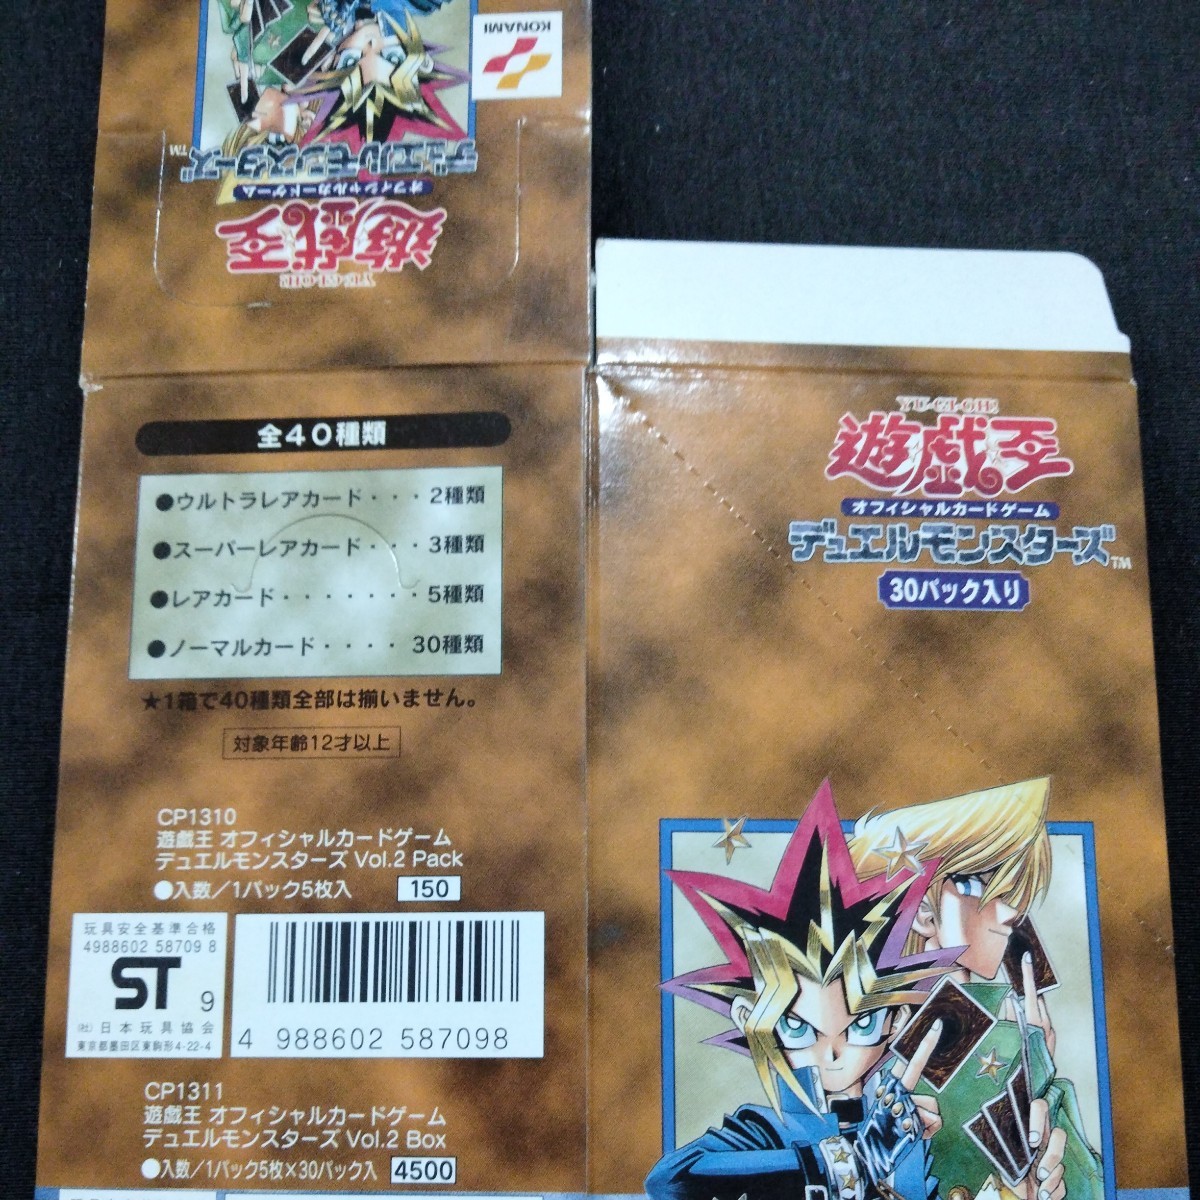 KONAMI
デュエルモンスターズ™
オフィシャルカードゲーム
遊戯王
YU-GI-OH!
全40種類
●ウルトラレアカード・・・2種類
●スーパーレアカード・・・3種類
●レアカード・・・・・・・5種類
●ノーマルカード・・・・30種類
★1箱で40種類全部は揃いません。
対象年齢12才以上
CP1310
遊戯王 オフィシャルカードゲーム
デュエルモンスターズ Vol.2 Pack
●入数/1パック5枚入 150
玩具安全基準合格
4988602 58709 8
ST 9
(社)日本玩具協会
東京都墨田区東駒形4-22-4
4 988602 587098
CP1311
遊戯王 オフィシャルカードゲーム
デュエルモンスターズ Vol.2 Box
●入数/1パック5枚×30パック入 4500
YU-GI-OH!
遊戯王
オフィシャルカードゲーム
デュエルモンスターズ™
30パック入り